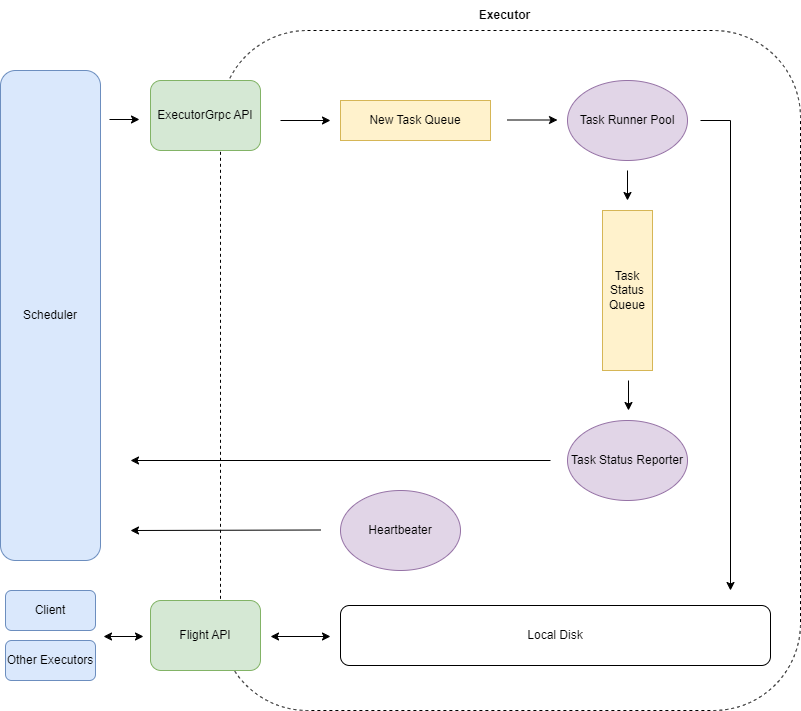 Executor
ExecutorGrpc API
New Task Queue
Task Runner Pool
Task
Status
Queue
Scheduler
Task Status Reporter
Heartbeater
Client
Flight API
Local Disk
Other Executors